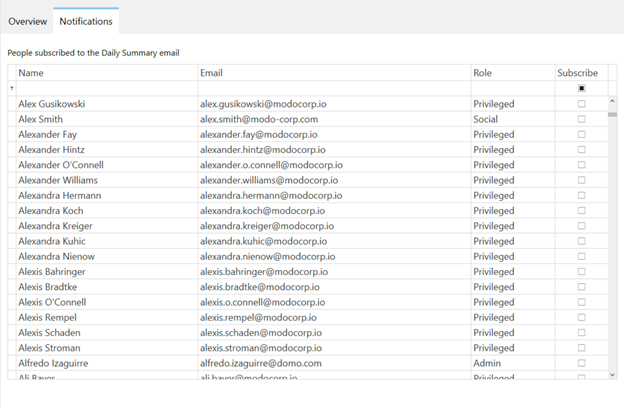 Overview Notifications
People subscribed to the Daily Summary email
Name Email Role Subscribe
Alex Gusikowski alex.gusikowski@modocorp.io Privileged
Alex Smith alex.smith@modo-corp.com Social
Alexander Fay alexander.fay@modocorp.io Privileged
Alexander Hintz alexander.hintz@modocorp.io Privileged
Alexander O'Connell alexander.o.connell@modocorp.io Privileged
Alexander Williams alexander.williams@modocorp.io Privileged
Alexandra Hermann alexandra.hermann@modocorp.io Privileged
Alexandra Koch alexandra.koch@modocorp.io Privileged
Alexandra Kreiger alexandra.kreiger@modocorp.io Privileged
Alexandra Kuhic alexandra.kuhic@modocorp.io Privileged
Alexandra Nienow alexandra.nienow@modocorp.io Privileged
Alexis Bahringer alexis.bahringer@modocorp.io Privileged
Alexis Bradtke alexis.bradtke@modocorp.io Privileged
Alexis O'Connell alexis.o.connell@modocorp.io Privileged
Alexis Rempel alexis.rempel@modocorp.io Privileged
Alexis Schaden alexis.schaden@modocorp.io Privileged
Alexis Stroman alexis.stroman@modocorp.io Privileged
Alfredo Izaguirre alfredo.izaguirre@domo.com Admin
Ali Bayer ali.bayer@modocorp.io Privileged